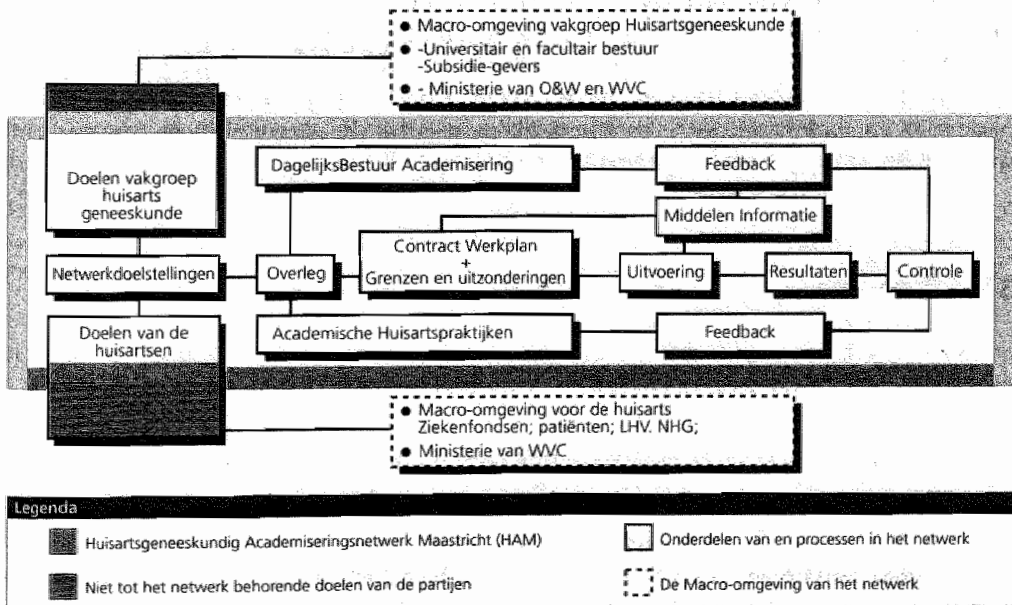 ● Macro-omgeving vakgroep Huisartsgeneeskunde
● -Universitair en facultair bestuur
-Subsidie-gevers
● - Ministerie van O&W en WVC
Doelen vakgroep
huisarts
geneeskunde
DagelijksBestuur Academisering
Feedback
Middelen Informatie
Netwerkdoelstellingen
Overleg
Contract Werkplan
+
Grenzen en uitzonderingen
Uitvoering
Resultaten
Controle
Doelen van de
huisartsen
Academische Huisartspraktijken
Feedback
● Macro-omgeving voor de huisarts
Ziekenfondsen; patiënten; LHV. NHG;
● Ministerie van WVC
Legenda
Huisartsgeneeskundig Academiseringsnetwerk Maastricht (HAM)
Onderdelen van en processen in het netwerk
Niet tot het netwerk behorende doelen van de partijen
De Macro-omgeving van het netwerk